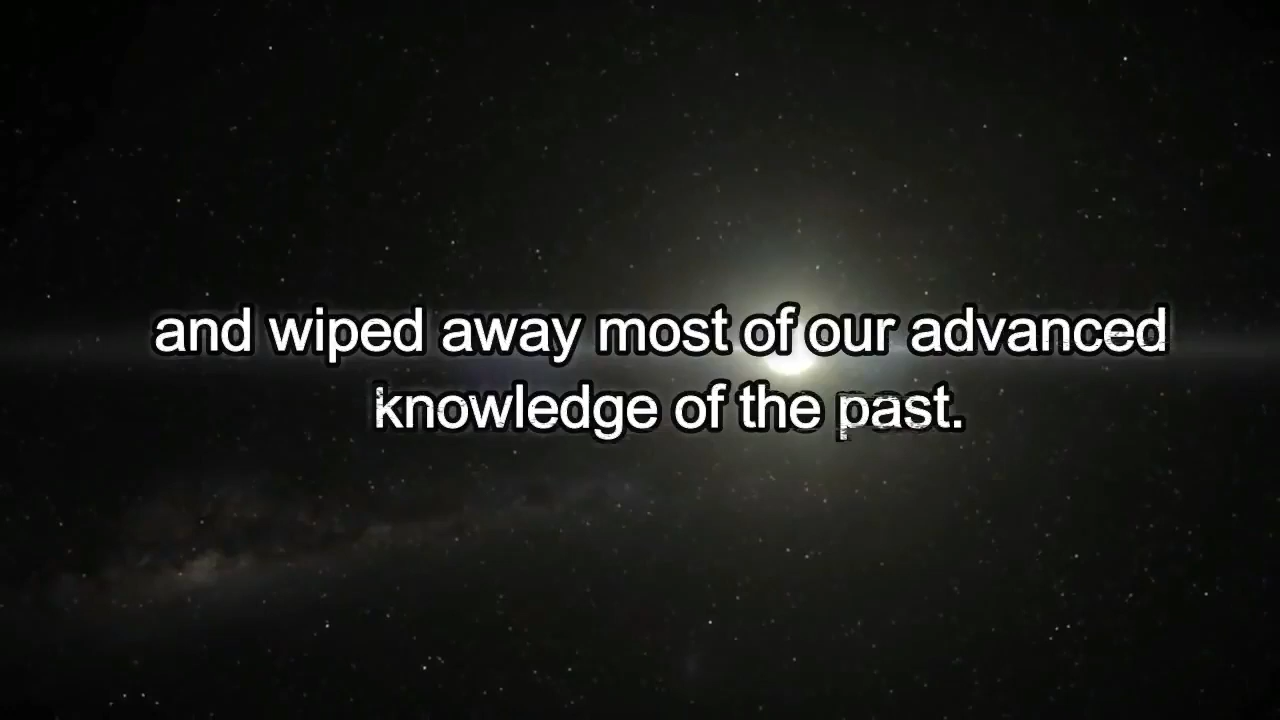 and wiped away most of our advanced
knowledge of the past.